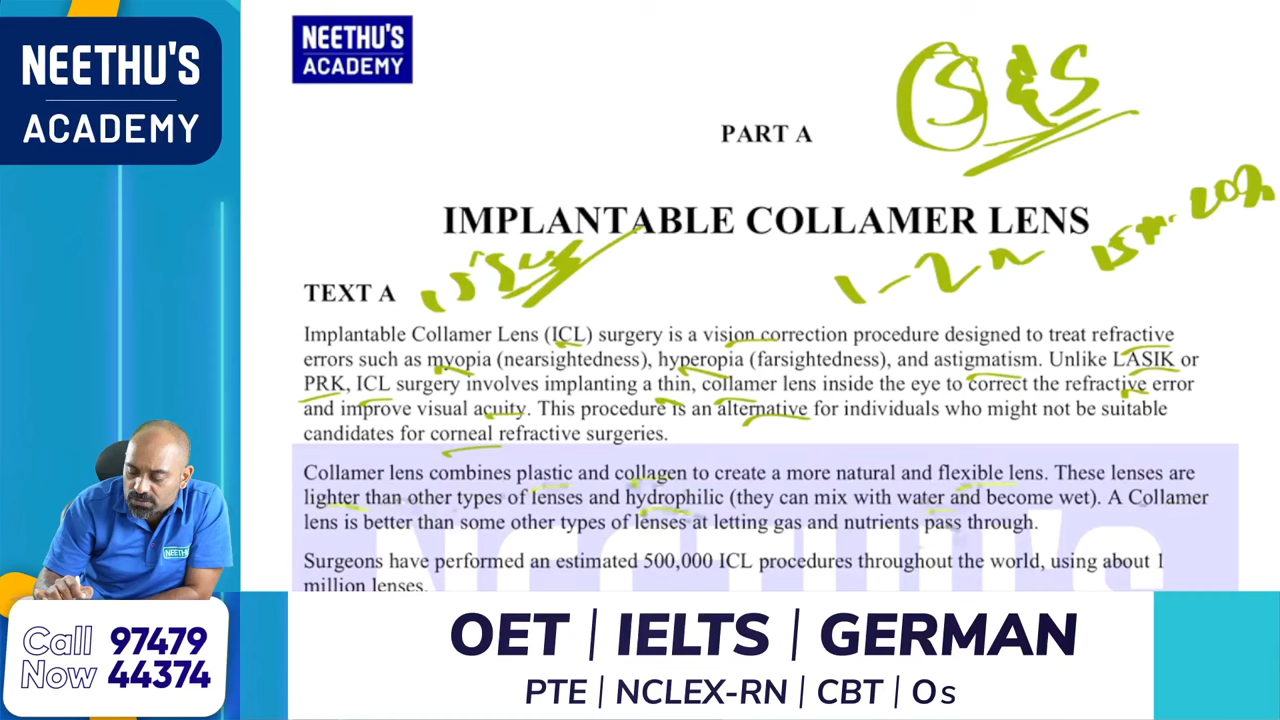 NEETHU'S
ACADEMY
NEETHU'S
ACADEMY
S & S
PART A
IMPLANTABLE COLLAMER LENS
TEXT A
1-2 m
15 m
Implantable Collamer Lens (ICL) surgery is a vision correction procedure designed to treat refractive
errors such as myopia (nearsightedness), hyperopia (farsightedness), and astigmatism. Unlike LASIK or
PRK, ICL surgery involves implanting a thin, collamer lens inside the eye to correct the refractive error
and improve visual acuity. This procedure is an alternative for individuals who might not be suitable
candidates for corneal refractive surgeries.
Collamer lens combines plastic and collagen to create a more natural and flexible lens. These lenses are
lighter than other types of lenses and hydrophilic (they can mix with water and become wet). A Collamer
lens is better than some other types of lenses at letting gas and nutrients pass through.
Surgeons have performed an estimated 500,000 ICL procedures throughout the world, using about 1
million lenses.
NEETHU'S
Call
Now
97479
44374
OET | IELTS | GERMAN
PTE | NCLEX-RN | CBT | Os